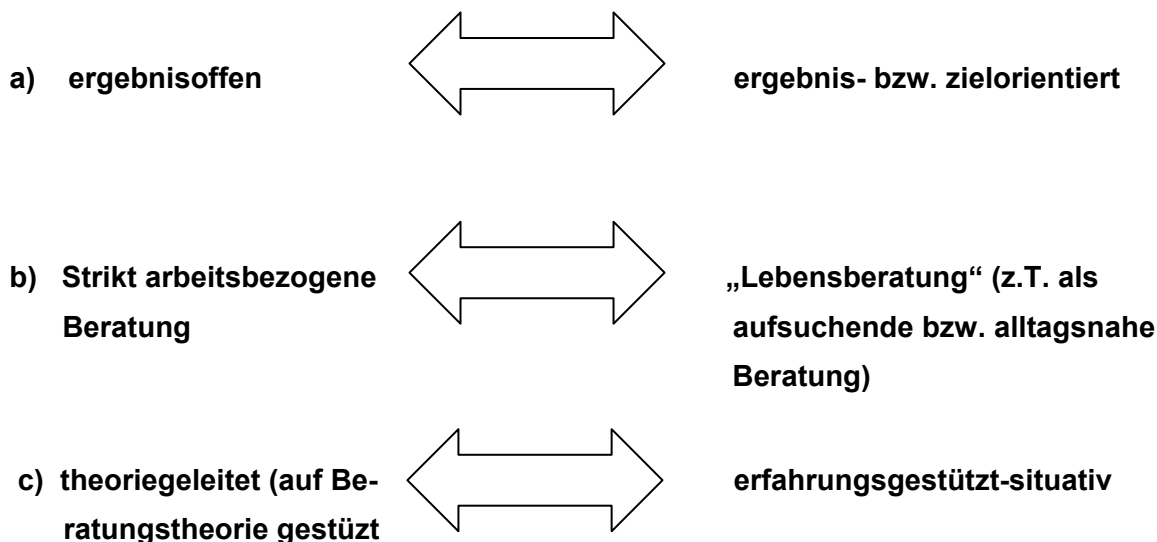 a) ergebnisoffen ergebnis- bzw. zielorientiert
b) Strikt arbeitsbezogene „Lebensberatung“ (z.T. als
Beratung aufsuchende bzw. alltagsnahe
Beratung)
c) theoriegeleitet (auf Be- erfahrungsgestützt-situativ
ratungstheorie gestüzt